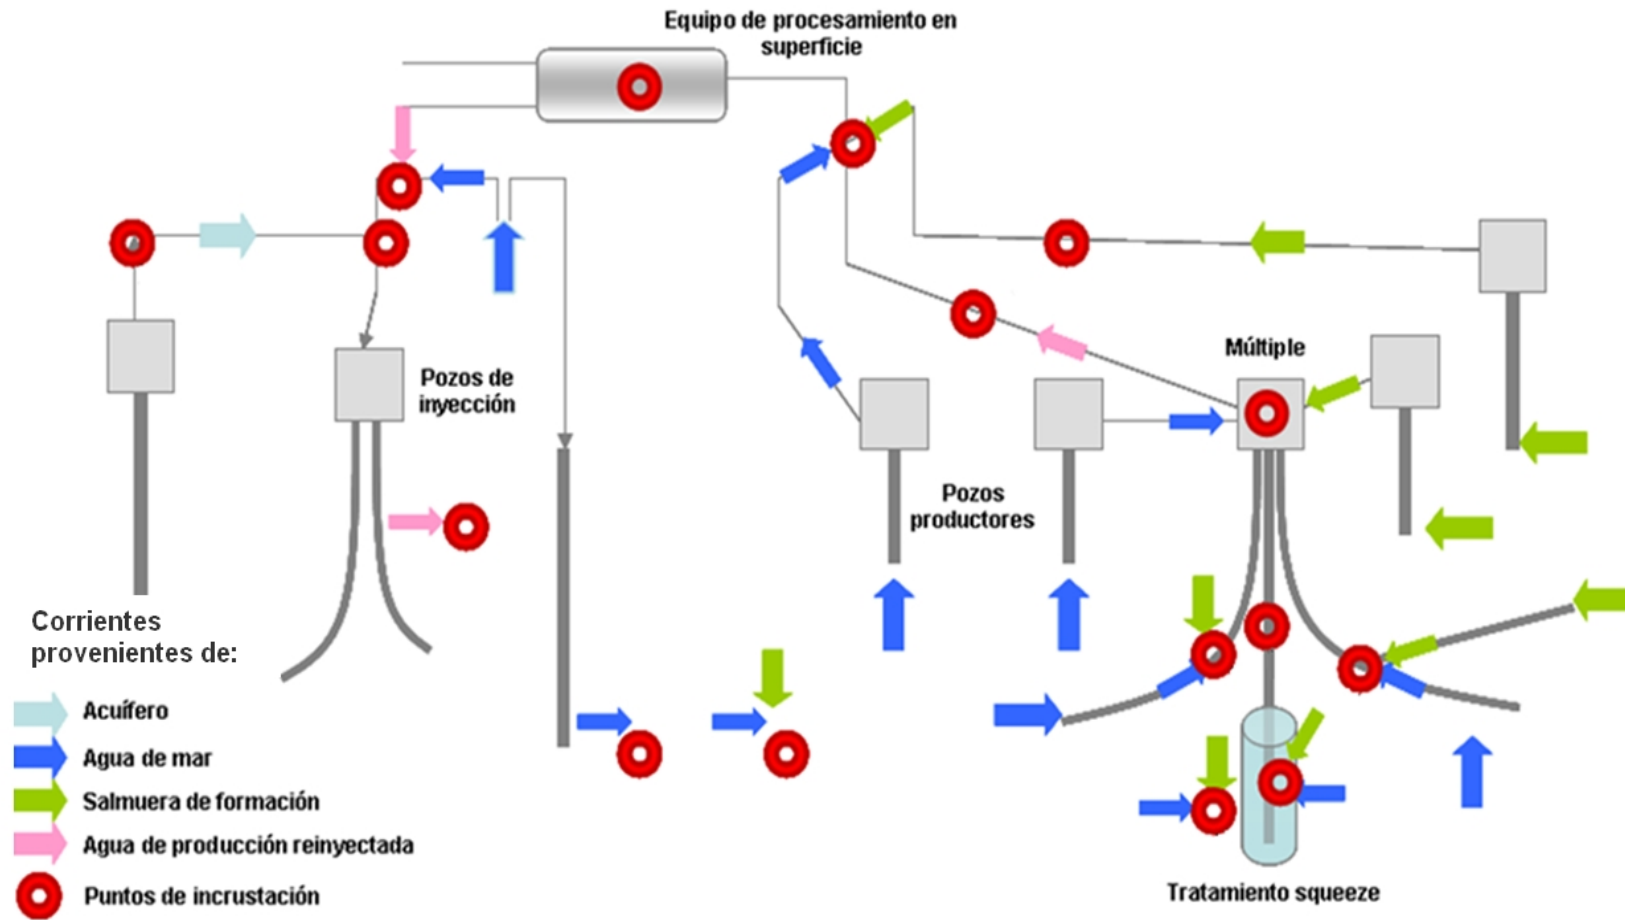 Equipo de procesamiento en
superficie
Múltiple
Pozos de
inyección
Pozos
productores
Corrientes
provenientes de:
Acuífero
Agua de mar
Salmuera de formación
Agua de producción reinyectada
Puntos de incrustación
Tratamiento squeeze